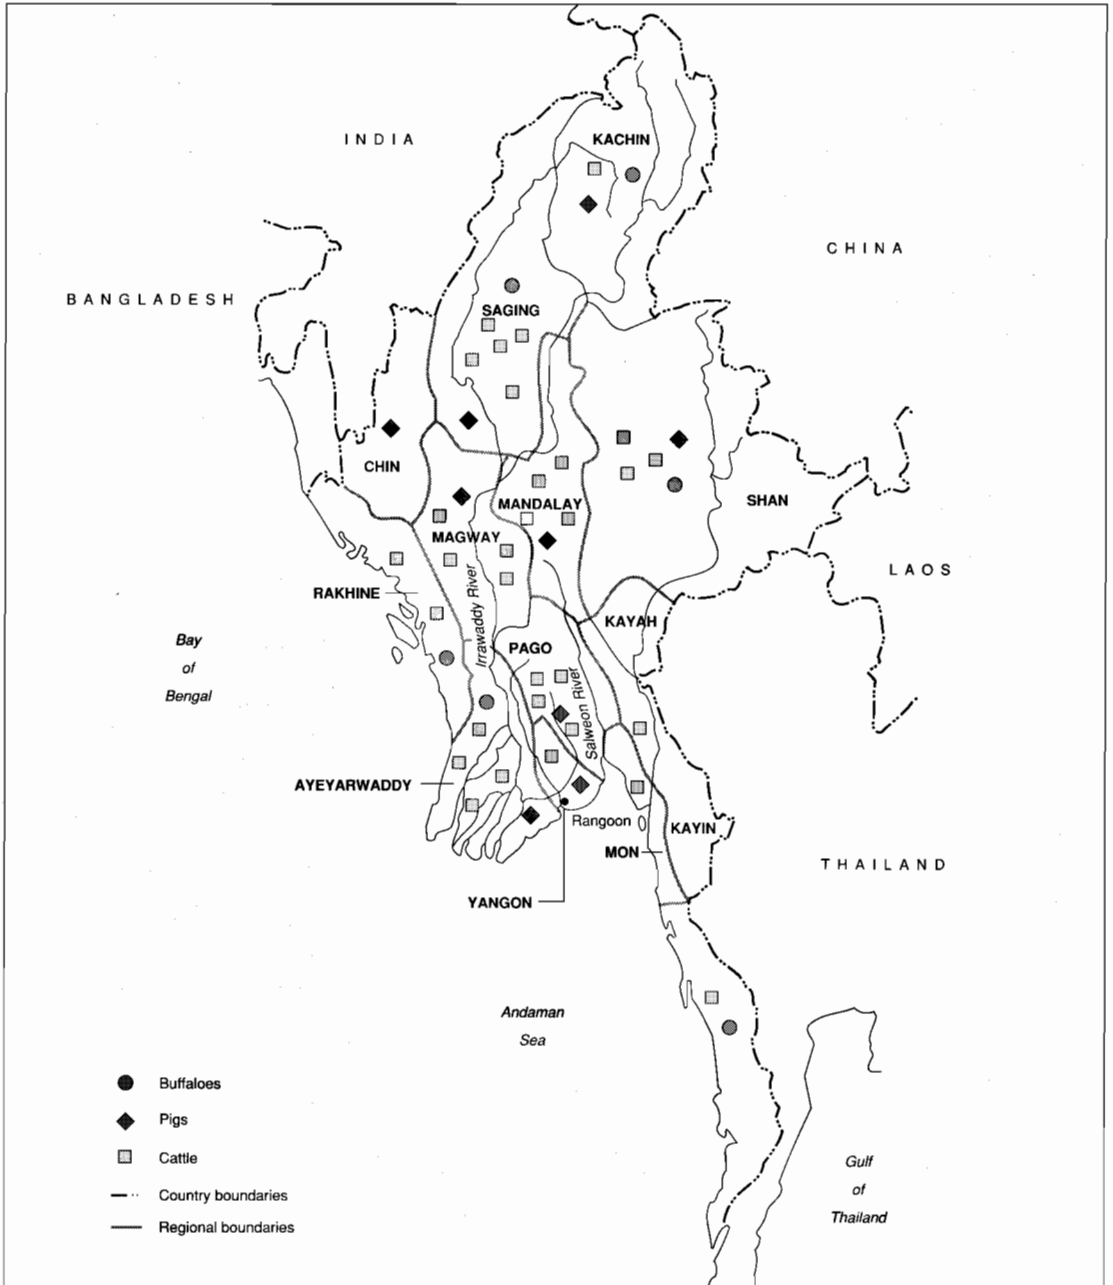 INDIA
KACHIN
CHINA
BANGLADESH
SAGING
CHIN
MANDALAY
SHAN
MAGWAY
LAOS
RAKHINE
Irrawaddy River
KAYAH
Bay
of
Bengal
PAGO
Salweon River
AYEYARWADDY
Rangoon
KAYIN
MON
THAILAND
YANGON
Andaman
Sea
Buffaloes
Pigs
Cattle
Country boundaries
Regional boundaries
Gulf
of
Thailand